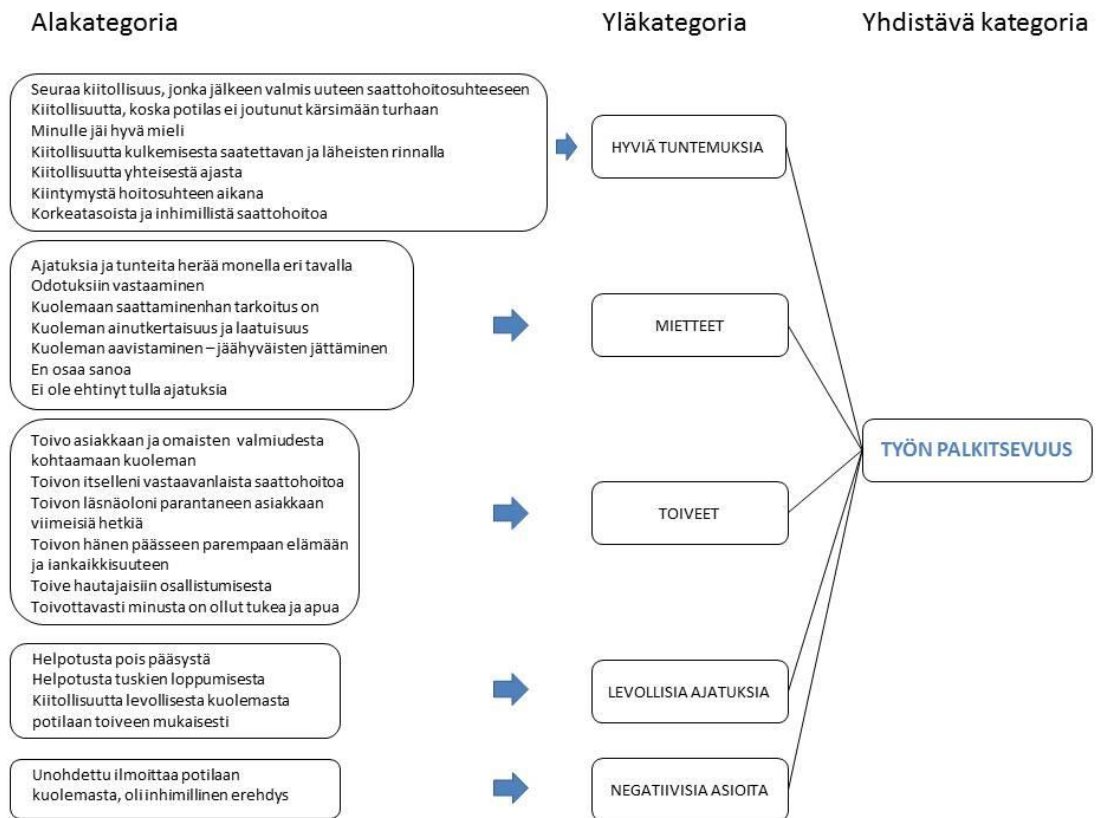 Alakategoria
Yläkategoria
Yhdistävä kategoria
Seuraa kiitollisuus, jonka jälkeen valmis uuteen saattohoitosuhteeseen
Kiitollisuutta, koska potilas ei joutunut kärsimään turhaan
Minulle jäi hyvä mieli
Kiitollisuutta kulkemisesta saatettavan ja läheisten rinnalla
Kiitollisuutta yhteisestä ajasta
Kiintymystä hoitosuhteen aikana
Korkeatasoista ja inhimillistä saattohoitoa
HYVIÄ TUNTEMUKSIA
Ajatuksia ja tunteita herää monella eri tavalla
Odotuksiin vastaaminen
Kuolemaan saattaminenhan tarkoitus on
Kuoleman ainutkertaisuus ja laatuisuus
Kuoleman aavistaminen – jäähyväisten jättäminen
En osaa sanoa
Ei ole ehtinyt tulla ajatuksia
MIETTEET
Toivo asiakkaan ja omaisten valmiudesta
kohtaamaan kuoleman
Toivon itselleni vastaavanlaista saattohoitoa
Toivon läsnäoloni parantaneen asiakkaan
viimeisiä hetkiä
Toivon hänen päässeen parempaan elämään
ja iankaikkisuuteen
Toive hautajaisiin osallistumisesta
Toivottavasti minusta on ollut tukea ja apua
TOIVEET
TYÖN PALKITSEVUUS
Helpotusta pois pääsystä
Helpotusta tuskien loppumisesta
Kiitollisuutta levollisesta kuolemasta
potilaan toiveen mukaisesti
LEVOLLISIA AJATUKSIA
Unohdettu ilmoittaa potilaan
kuolemasta, oli inhimillinen erehdys
NEGATIIVISIA ASIOITA